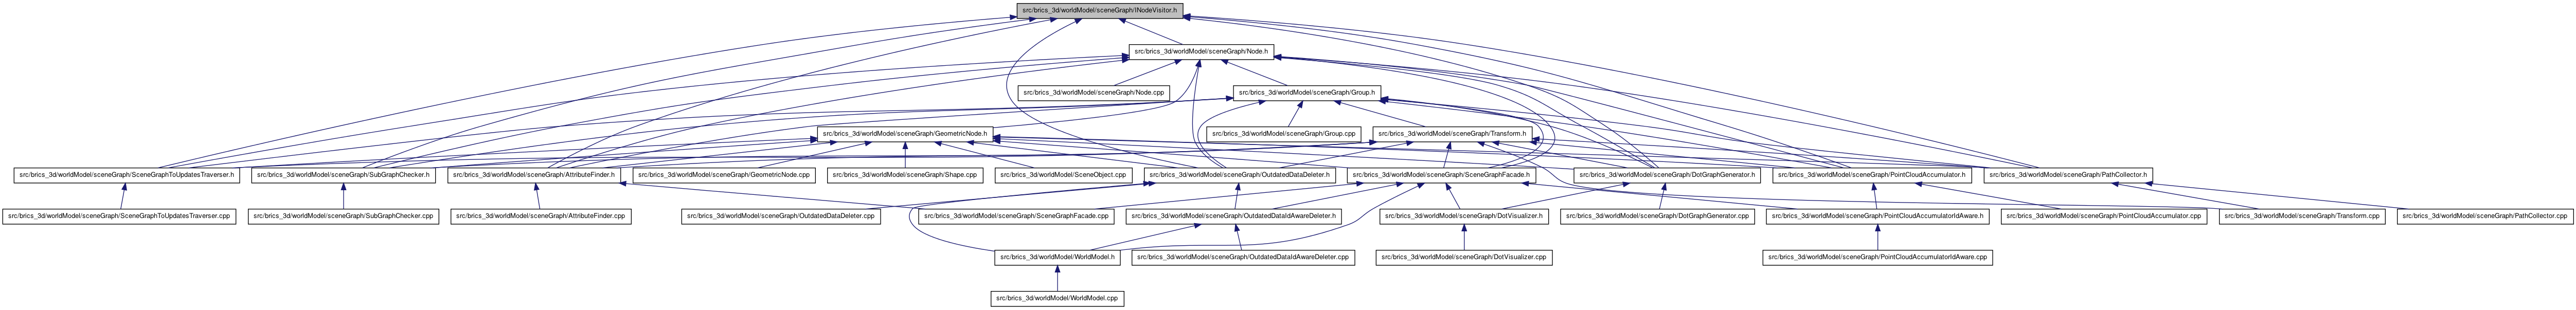 src/brics_3d/worldModel/sceneGraph/INodeVisitor.h
src/brics_3d/worldModel/sceneGraph/Node.h
src/brics_3d/worldModel/sceneGraph/Node.cpp
src/brics_3d/worldModel/sceneGraph/Group.h
src/brics_3d/worldModel/sceneGraph/GeometricNode.h
src/brics_3d/worldModel/sceneGraph/Group.cpp
src/brics_3d/worldModel/sceneGraph/Transform.h
src/brics_3d/worldModel/sceneGraph/SceneGraphToUpdatesTraverser.h
src/brics_3d/worldModel/sceneGraph/SubGraphChecker.h
src/brics_3d/worldModel/sceneGraph/AttributeFinder.h
src/brics_3d/worldModel/sceneGraph/GeometricNode.cpp
src/brics_3d/worldModel/sceneGraph/Shape.cpp
src/brics_3d/worldModel/SceneObject.cpp
src/brics_3d/worldModel/sceneGraph/OutdatedDataDeleter.h
src/brics_3d/worldModel/sceneGraph/SceneGraphFacade.h
src/brics_3d/worldModel/sceneGraph/DotGraphGenerator.h
src/brics_3d/worldModel/sceneGraph/PointCloudAccumulator.h
src/brics_3d/worldModel/sceneGraph/PathCollector.h
src/brics_3d/worldModel/sceneGraph/SceneGraphToUpdatesTraverser.cpp
src/brics_3d/worldModel/sceneGraph/SubGraphChecker.cpp
src/brics_3d/worldModel/sceneGraph/AttributeFinder.cpp
src/brics_3d/worldModel/sceneGraph/OutdatedDataDeleter.cpp
src/brics_3d/worldModel/sceneGraph/SceneGraphFacade.cpp
src/brics_3d/worldModel/sceneGraph/OutdatedDataIdAwareDeleter.h
src/brics_3d/worldModel/sceneGraph/DotVisualizer.h
src/brics_3d/worldModel/sceneGraph/DotGraphGenerator.cpp
src/brics_3d/worldModel/sceneGraph/PointCloudAccumulatorIdAware.h
src/brics_3d/worldModel/sceneGraph/PointCloudAccumulator.cpp
src/brics_3d/worldModel/sceneGraph/Transform.cpp
src/brics_3d/worldModel/sceneGraph/PathCollector.cpp
src/brics_3d/worldModel/WorldModel.h
src/brics_3d/worldModel/sceneGraph/OutdatedDataIdAwareDeleter.cpp
src/brics_3d/worldModel/sceneGraph/DotVisualizer.cpp
src/brics_3d/worldModel/sceneGraph/PointCloudAccumulatorIdAware.cpp
src/brics_3d/worldModel/WorldModel.cpp